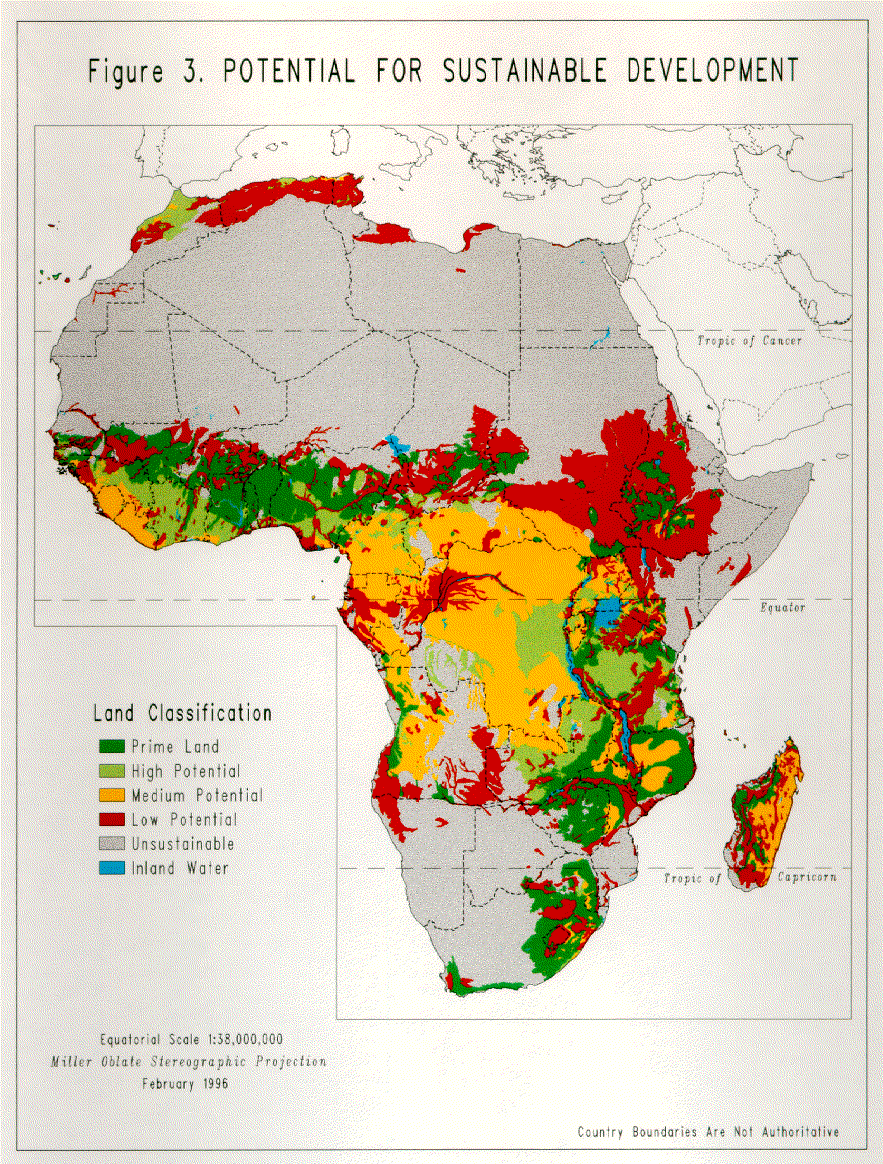 Figure 3. POTENTIAL FOR SUSTAINABLE DEVELOPMENT
Tropic of Cancer
Equator
Land Classification
Prime Land
High Potential
Medium Potential
Low Potential
Unsustainable
Inland Water
Tropic of Capricorn
Equatorial Scale 1:38,000,000
Miller Oblate Stereographic Projection
February 1996
Country Boundaries Are Not Authoritative